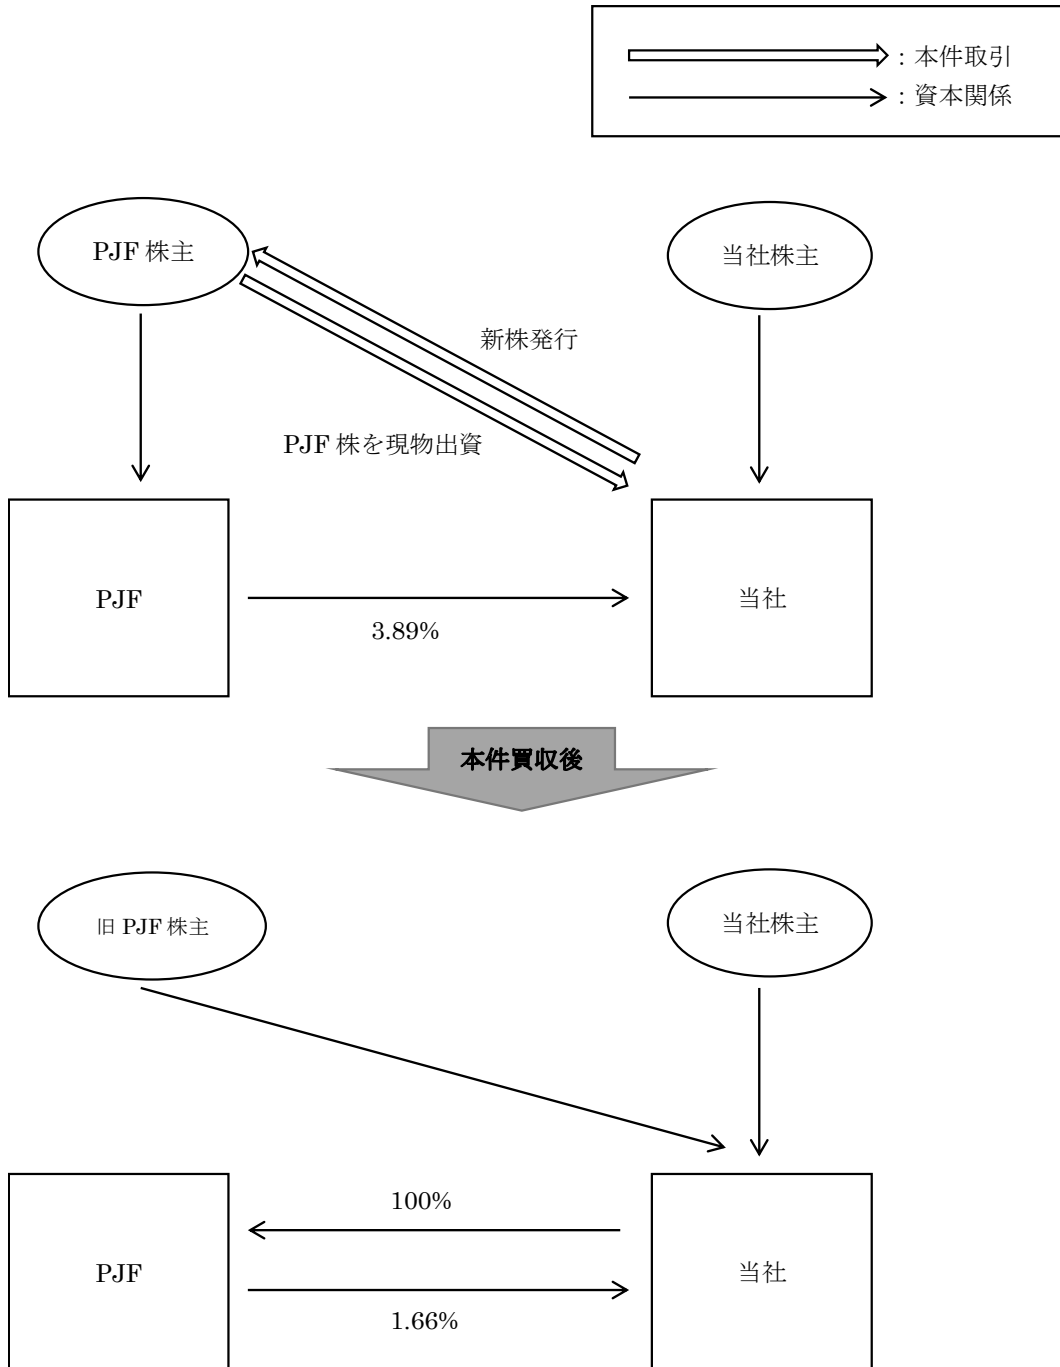 : 本件取引
: 資本関係
PJF 株主
当社株主
新株発行
PJF 株を現物出資
PJF
当社
3.89%
本件買収後
旧 PJF 株主
当社株主
100%
PJF
当社
1.66%